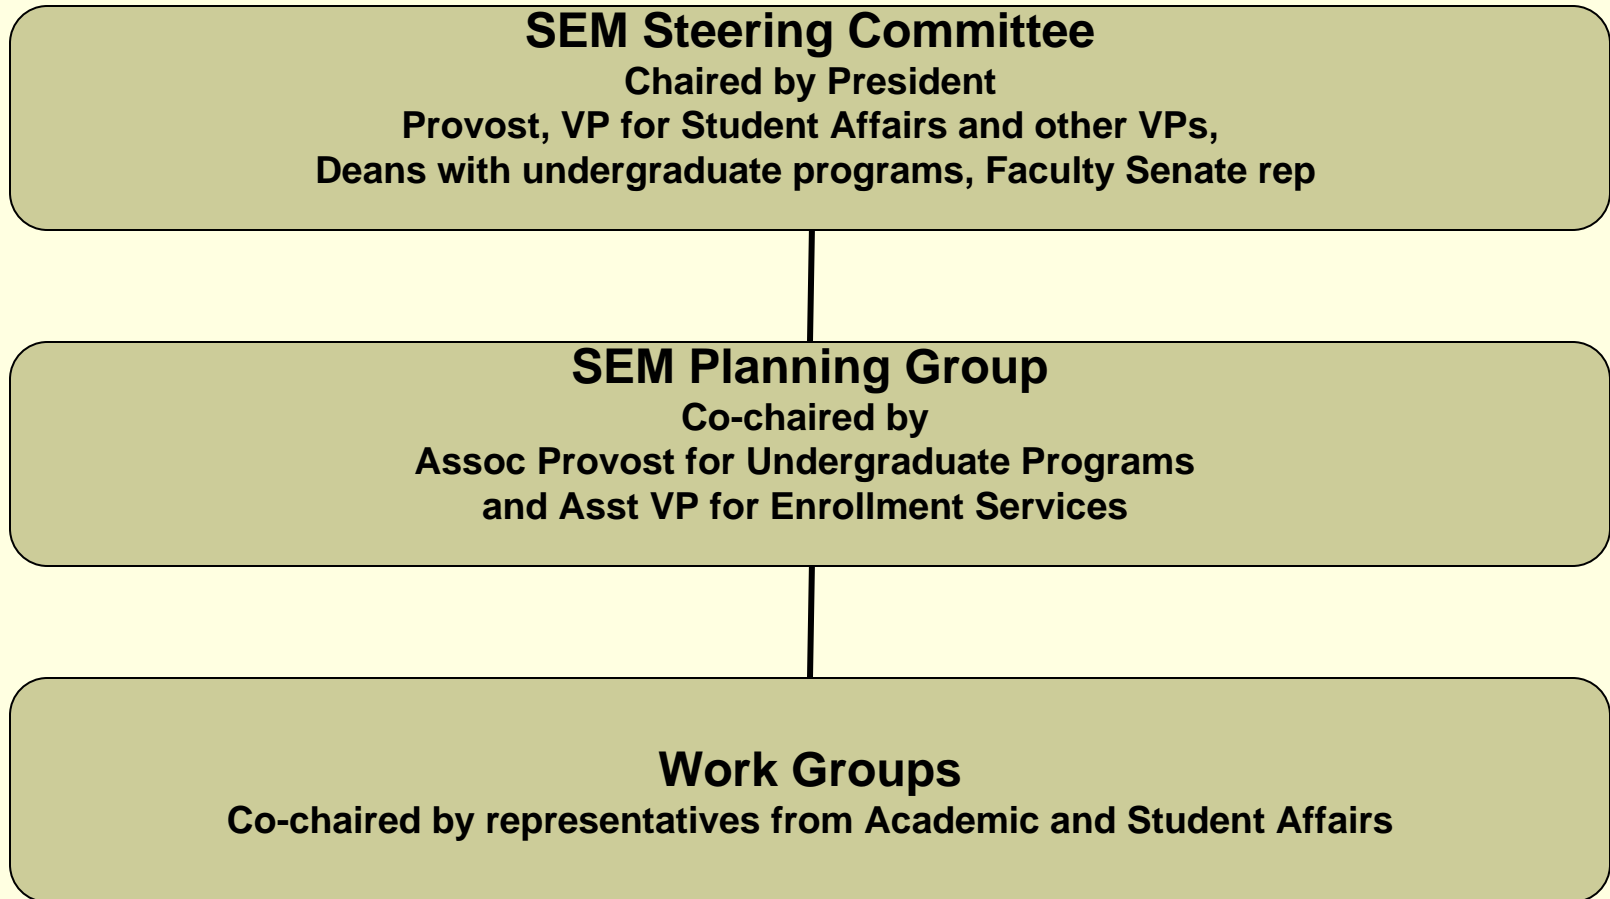 SEM Steering Committee
Chaired by President
Provost, VP for Student Affairs and other VPs,
Deans with undergraduate programs, Faculty Senate rep
SEM Planning Group
Co-chaired by
Assoc Provost for Undergraduate Programs
and Asst VP for Enrollment Services
Work Groups
Co-chaired by representatives from Academic and Student Affairs